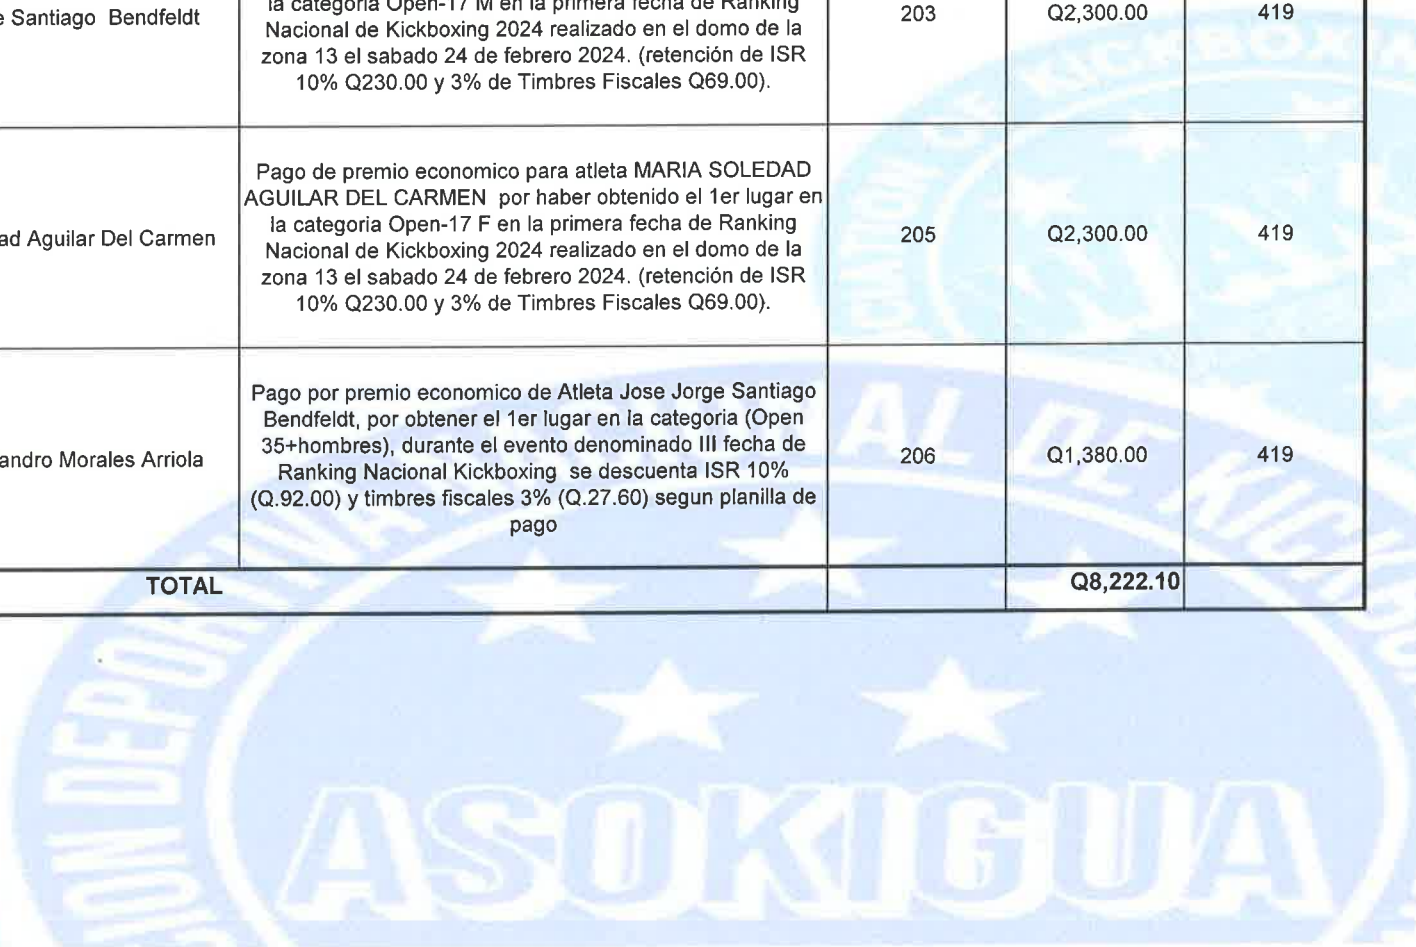 la categoria Open-17 M en la primera fecha de Ranking
e Santiago Bendfeldt
Nacional de Kickboxing 2024 realizado en el domo de la
zona 13 el sabado 24 de febrero 2024. (retención de ISR
10% Q230.00 y 3% de Timbres Fiscales Q69.00).
203
Q2,300.00
419
ad Aguilar Del Carmen
Pago de premio economico para atleta MARIA SOLEDAD
AGUILAR DEL CARMEN por haber obtenido el 1er lugar en
la categoria Open-17 F en la primera fecha de Ranking
Nacional de Kickboxing 2024 realizado en el domo de la
zona 13 el sabado 24 de febrero 2024. (retención de ISR
10% Q230.00 y 3% de Timbres Fiscales Q69.00).
205
Q2,300.00
419
andro Morales Arriola
Pago por premio economico de Atleta Jose Jorge Santiago
Bendfeldt, por obtener el 1er lugar en la categoria (Open
35+hombres), durante el evento denominado III fecha de
Ranking Nacional Kickboxing se descuenta ISR 10%
(Q.92.00) y timbres fiscales 3% (Q.27.60) segun planilla de
pago
206
Q1,380.00
419
TOTAL
Q8,222.10
CION DEPORTIVA NACIONAL DE KICKBOX
ASOKIGUA